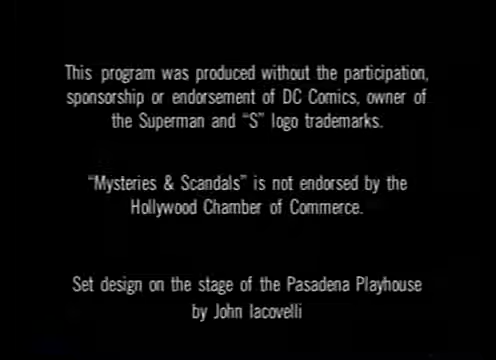 This program was produced without the participation,
sponsorship or endorsement of DC Comics, owner of
the Superman and “S” logo trademarks.
“Mysteries & Scandals” is not endorsed by the
Hollywood Chamber of Commerce.
Set design on the stage of the Pasadena Playhouse
by John Iacovelli